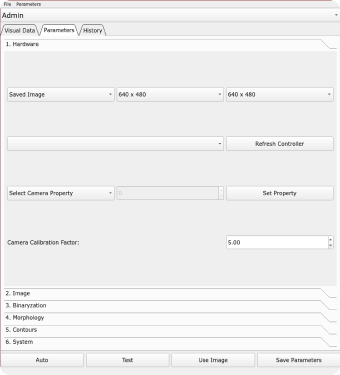 File Parameters
Admin
Visual Data Parameters History
1. Hardware
Saved Image 640 x 480 640 x 480
Refresh Controller
Select Camera Property 0 Set Property
Camera Calibration Factor: 5.00
2. Image
3. Binaryzation
4. Morphology
5. Contours
6. System
Auto Test Use Image Save Parameters